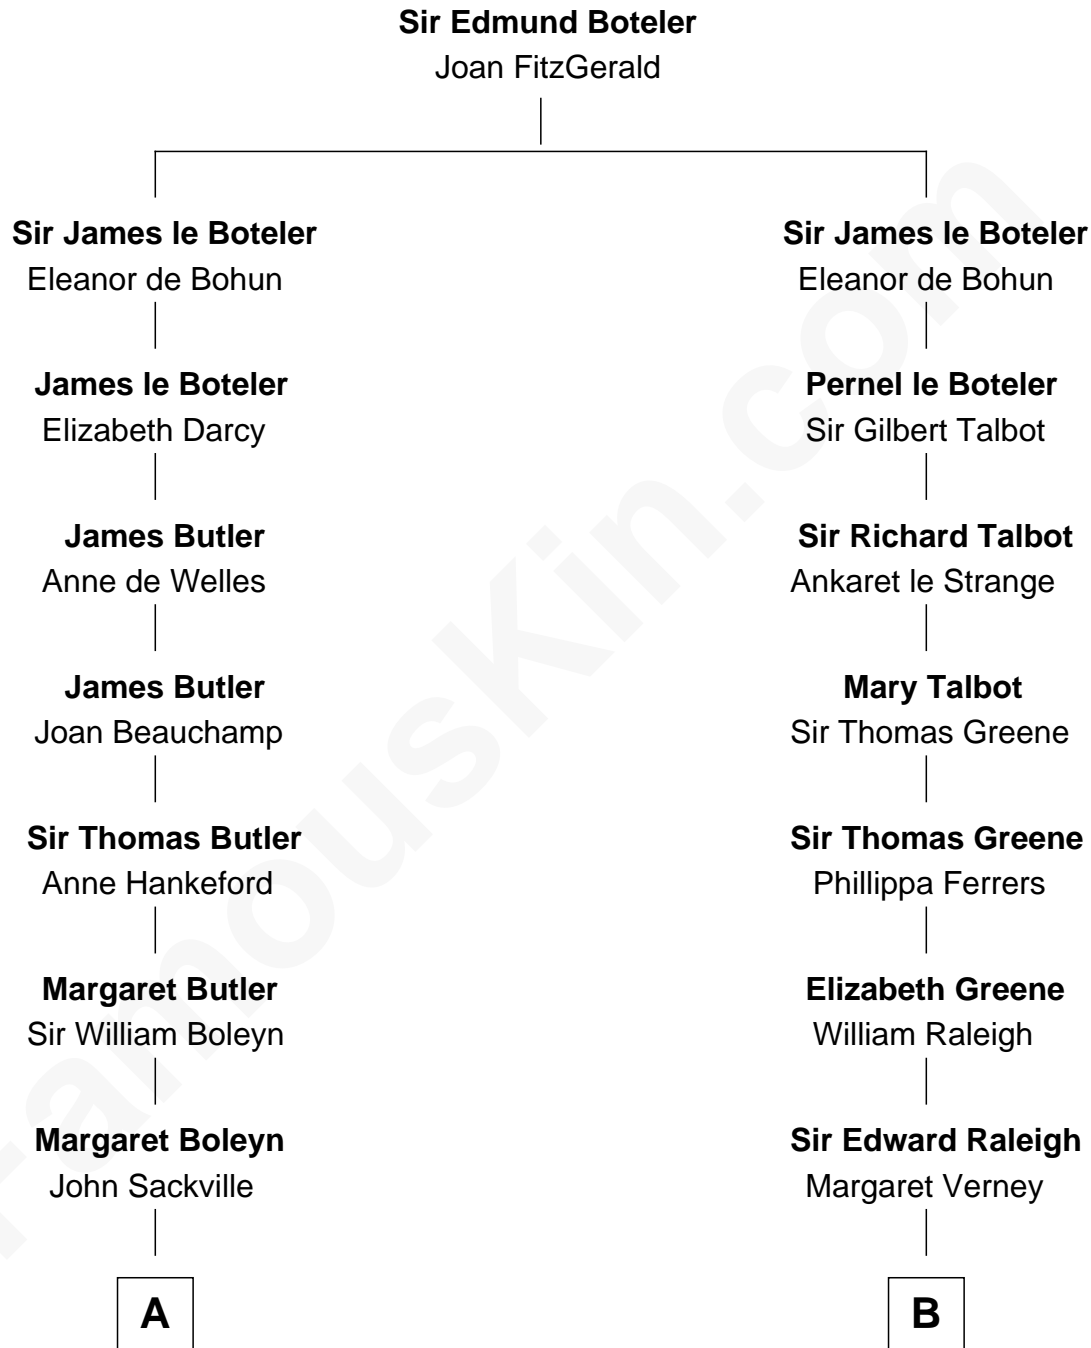 Sir Edmund Boteler
Joan FitzGerald
Sir James le Boteler
Eleanor de Bohun
Sir James le Boteler
Eleanor de Bohun
James le Boteler
Elizabeth Darcy
Pernel le Boteler
Sir Gilbert Talbot
James Butler
Anne de Welles
Sir Richard Talbot
Ankaret le Strange
James Butler
Joan Beauchamp
Mary Talbot
Sir Thomas Greene
Sir Thomas Butler
Anne Hankeford
Sir Thomas Greene
Phillippa Ferrers
Margaret Butler
Sir William Boleyn
Elizabeth Greene
William Raleigh
Margaret Boleyn
John Sackville
Sir Edward Raleigh
Margaret Verney
A
B
FamousKin.com